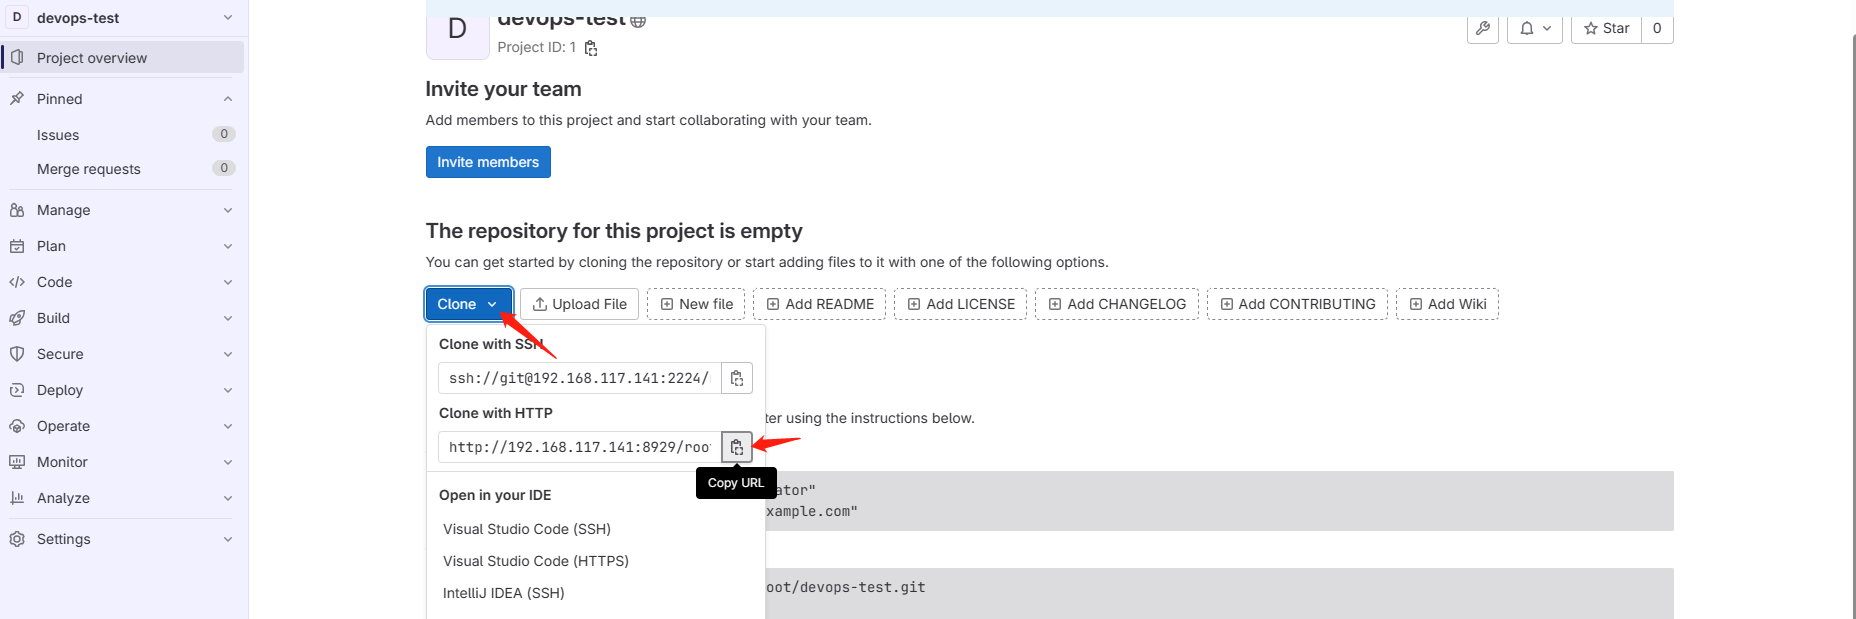 D devops-test
Project overview
Pinned
Issues 0
Merge requests 0
Manage
Plan
Code
Build
Secure
Deploy
Operate
Monitor
Analyze
Settings
D
devops-test
Project ID: 1
Star 0
Invite your team
Add members to this project and start collaborating with your team.
Invite members
The repository for this project is empty
You can get started by cloning the repository or start adding files to it with one of the following options.
Clone Upload File New file Add README Add LICENSE Add CHANGELOG Add CONTRIBUTING Add Wiki
Clone with SSH
ssh://git@192.168.117.141:2224/
Clone with HTTP
ter using the instructions below.
http://192.168.117.141:8929/roo
Copy URL
ator"
xample.com"
Open in your IDE
Visual Studio Code (SSH)
Visual Studio Code (HTTPS)
oot/devops-test.git
IntelliJ IDEA (SSH)